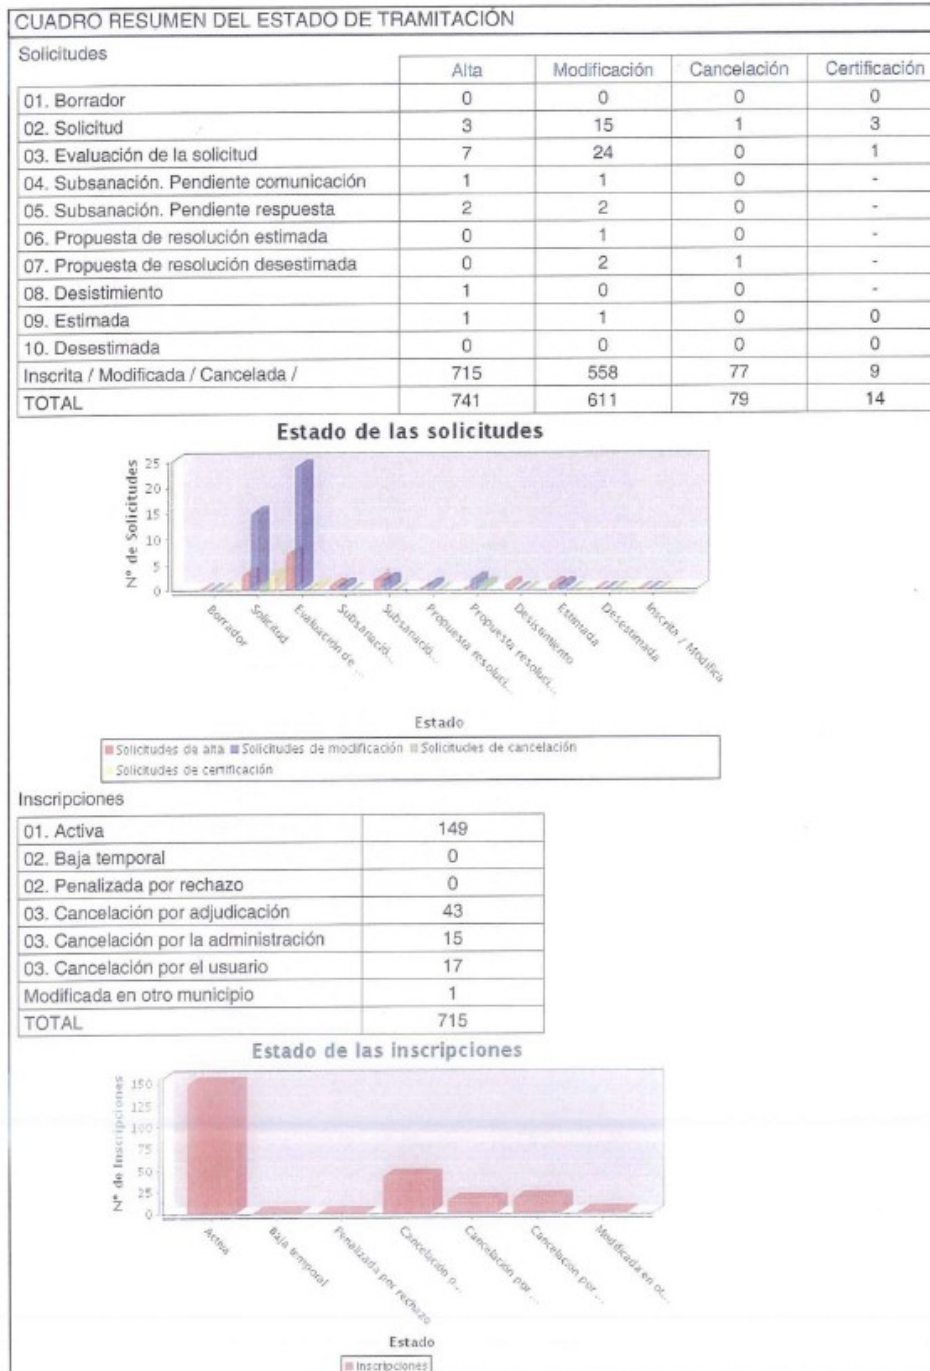 CUADRO RESUMEN DEL ESTADO DE TRAMITACIÓN
Solicitudes
Alta Modificación Cancelación Certificación
01. Borrador 0 0 0 0
02. Solicitud 3 15 1 3
03. Evaluación de la solicitud 7 24 0 1
04. Subsanación. Pendiente comunicación 1 1 0 -
05. Subsanación. Pendiente respuesta 2 2 0 -
06. Propuesta de resolución estimada 0 1 0 -
07. Propuesta de resolución desestimada 0 2 1 -
08. Desistimiento 1 0 0 -
09. Estimada 1 1 0 0
10. Desestimada 0 0 0 0
Inscrita / Modificada / Cancelada / 715 558 77 9
TOTAL 741 611 79 14
Estado de las solicitudes
Nº de Solicitudes
25
20
15
10
5
0
Borrador
Solicitud
Evaluación de ...
Subsanació...
Subsanació...
Propuesta resoluci...
Propuesta resoluci...
Desistimiento
Estimada
Desestimada
Inscrita / Modifica
Estado
Solicitudes de alta Solicitudes de modificación Solicitudes de cancelación
Solicitudes de certificación
Inscripciones
01. Activa 149
02. Baja temporal 0
02. Penalizada por rechazo 0
03. Cancelación por adjudicación 43
03. Cancelación por la administración 15
03. Cancelación por el usuario 17
Modificada en otro municipio 1
TOTAL 715
Estado de las inscripciones
Nº de Inscripciones
150
125
100
75
50
25
0
Activa
Baja temporal
Penalizada por rechazo
Cancelación p...
Cancelación por ...
Cancelación por ...
Modificada en ot...
Estado
Inscripciones